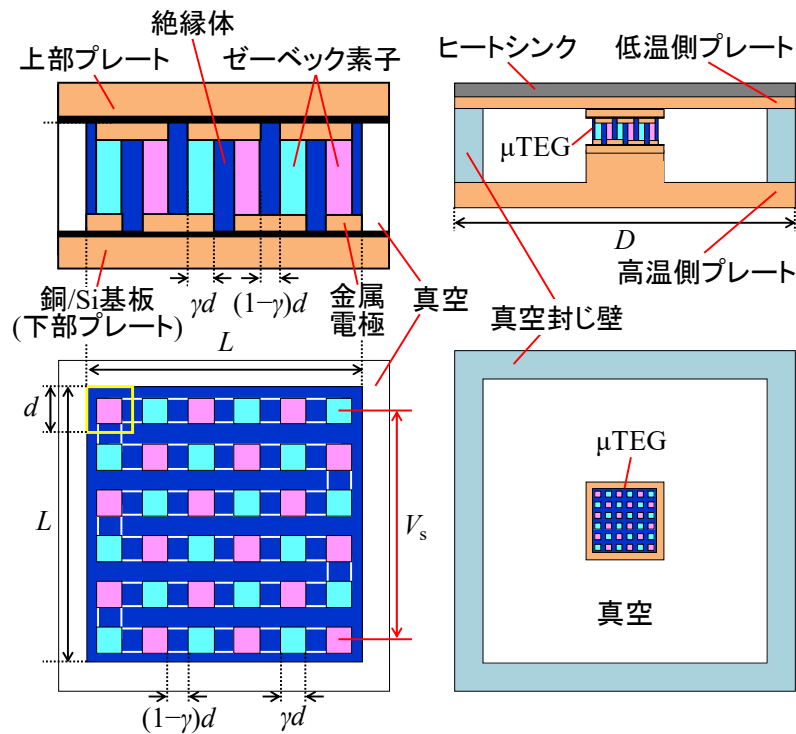 絶縁体
上部プレート
ゼーベック素子
γd
(1−γ)d
銅/Si基板
(下部プレート)
金属
電極
真空
L
d
L
Vs
(1−γ)d
γd
ヒートシンク
低温側プレート
μTEG
D
高温側プレート
真空封じ壁
μTEG
真空